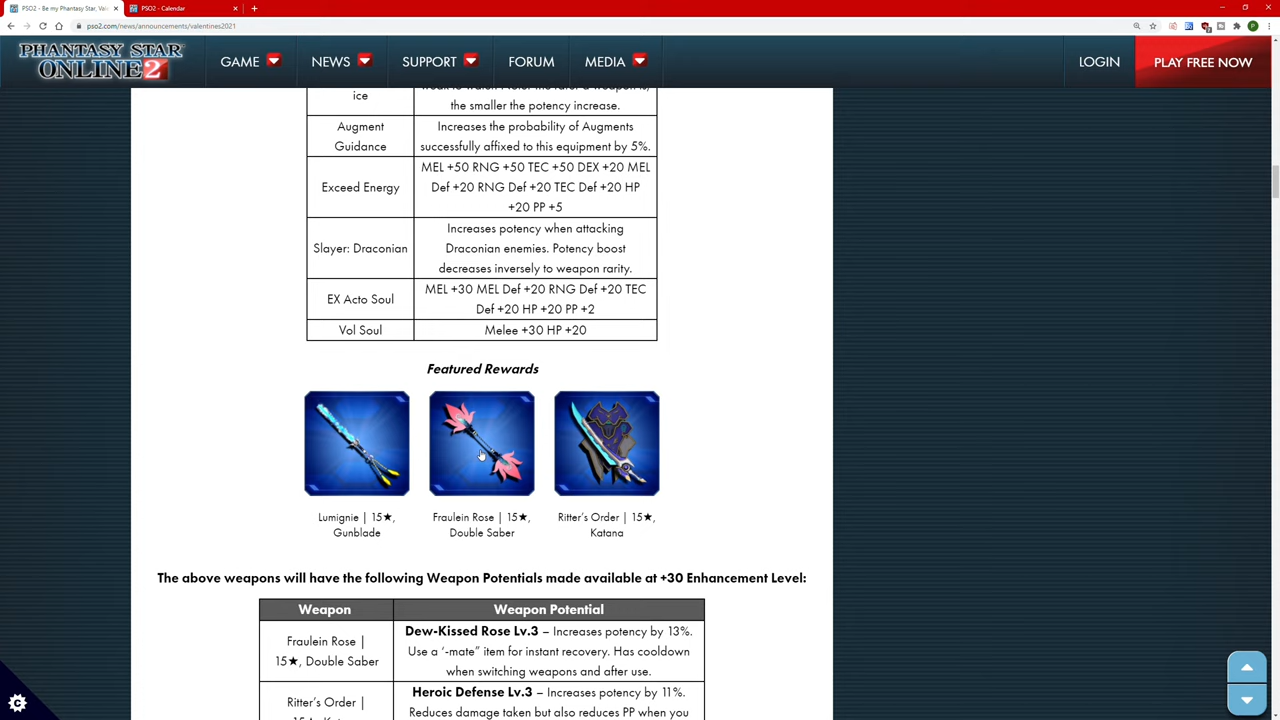 PSO2 - Be my Phantasy Star, Val
PSO2 - Calendar
pso2.com/news/announcements/valentines2021
PHANTASY STAR
ONLINE 2
GAME
NEWS
SUPPORT
FORUM
MEDIA
LOGIN
PLAY FREE NOW
ice
the smaller the potency increase.
Augment
Guidance
Increases the probability of Augments
successfully affixed to this equipment by 5%.
Exceed Energy
MEL +50 RNG +50 TEC +50 DEX +20 MEL
Def +20 RNG Def +20 TEC Def +20 HP
+20 PP +5
Slayer: Draconian
Increases potency when attacking
Draconian enemies. Potency boost
decreases inversely to weapon rarity.
EX Acto Soul
MEL +30 MEL Def +20 RNG Def +20 TEC
Def +20 HP +20 PP +2
Vol Soul
Melee +30 HP +20
Featured Rewards
Lumignie | 15★,
Gunblade
Fraulein Rose | 15★,
Double Saber
Ritter's Order | 15★,
Katana
The above weapons will have the following Weapon Potentials made available at +30 Enhancement Level:
Weapon
Weapon Potential
Fraulein Rose |
15★, Double Saber
Dew-Kissed Rose Lv.3 – Increases potency by 13%.
Use a ‘-mate” item for instant recovery. Has cooldown
when switching weapons and after use.
Ritter's Order |
Heroic Defense Lv.3 – Increases potency by 11%.
Reduces damage taken but also reduces PP when you